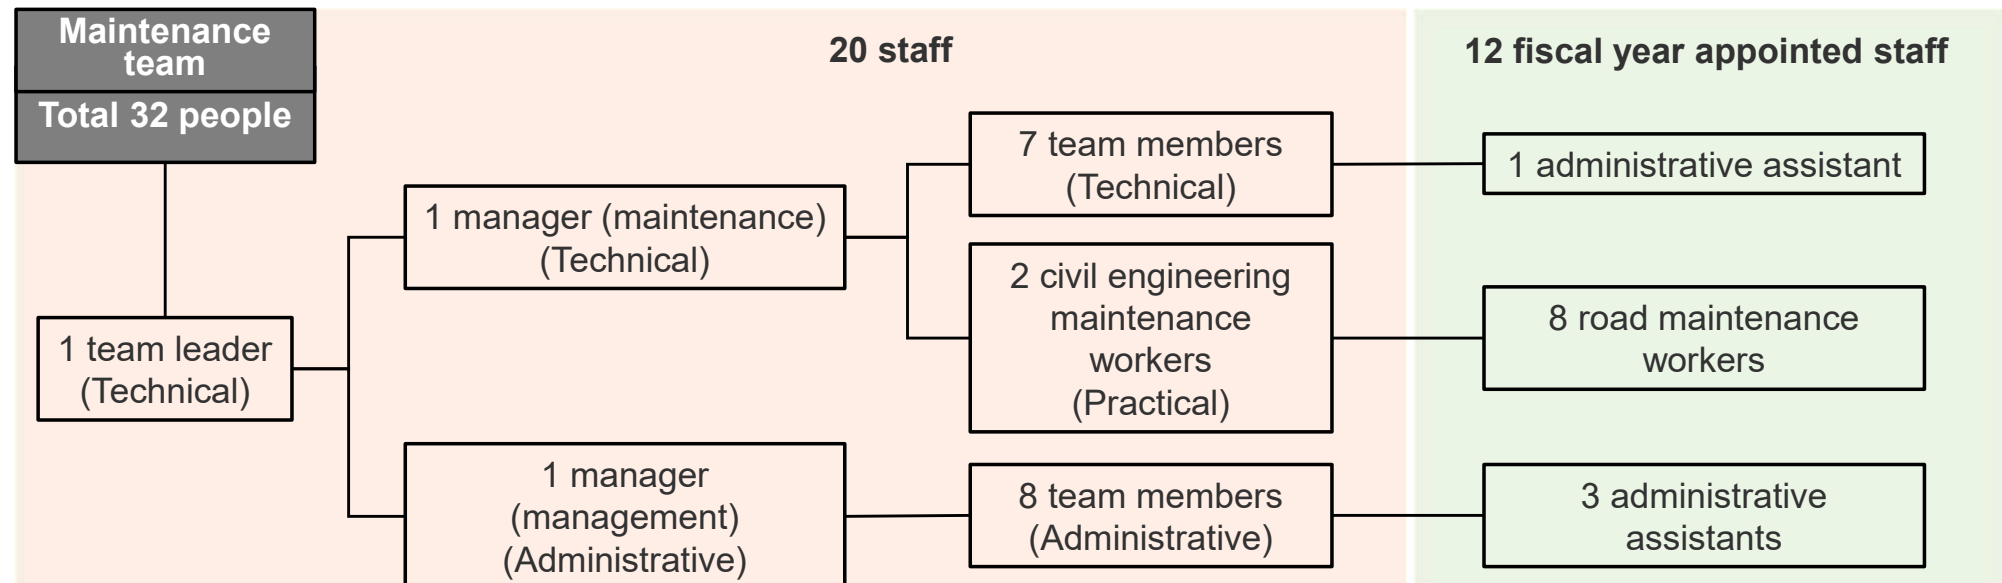 Maintenance
team
Total 32 people
20 staff
12 fiscal year appointed staff
1 team leader
(Technical)
1 manager (maintenance)
(Technical)
7 team members
(Technical)
1 administrative assistant
2 civil engineering
maintenance
workers
(Practical)
8 road maintenance
workers
1 manager
(management)
(Administrative)
8 team members
(Administrative)
3 administrative
assistants